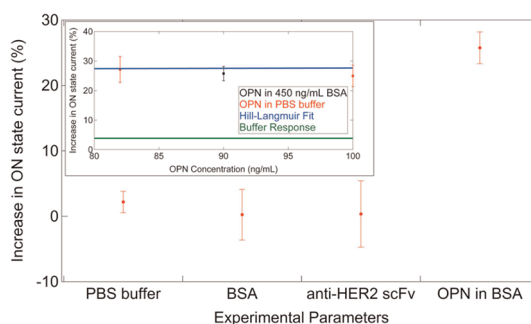 Increase in ON state current (%)
30
20
10
0
-10
PBS buffer
BSA
anti-HER2 scFv
OPN in BSA
Experimental Parameters
Increase in ON state current (%)
40
30
20
10
0
80
85
90
95
100
OPN Concentration (ng/mL)
OPN in 450 ng/mL BSA
OPN in PBS buffer
Hill-Langmuir Fit
Buffer Response